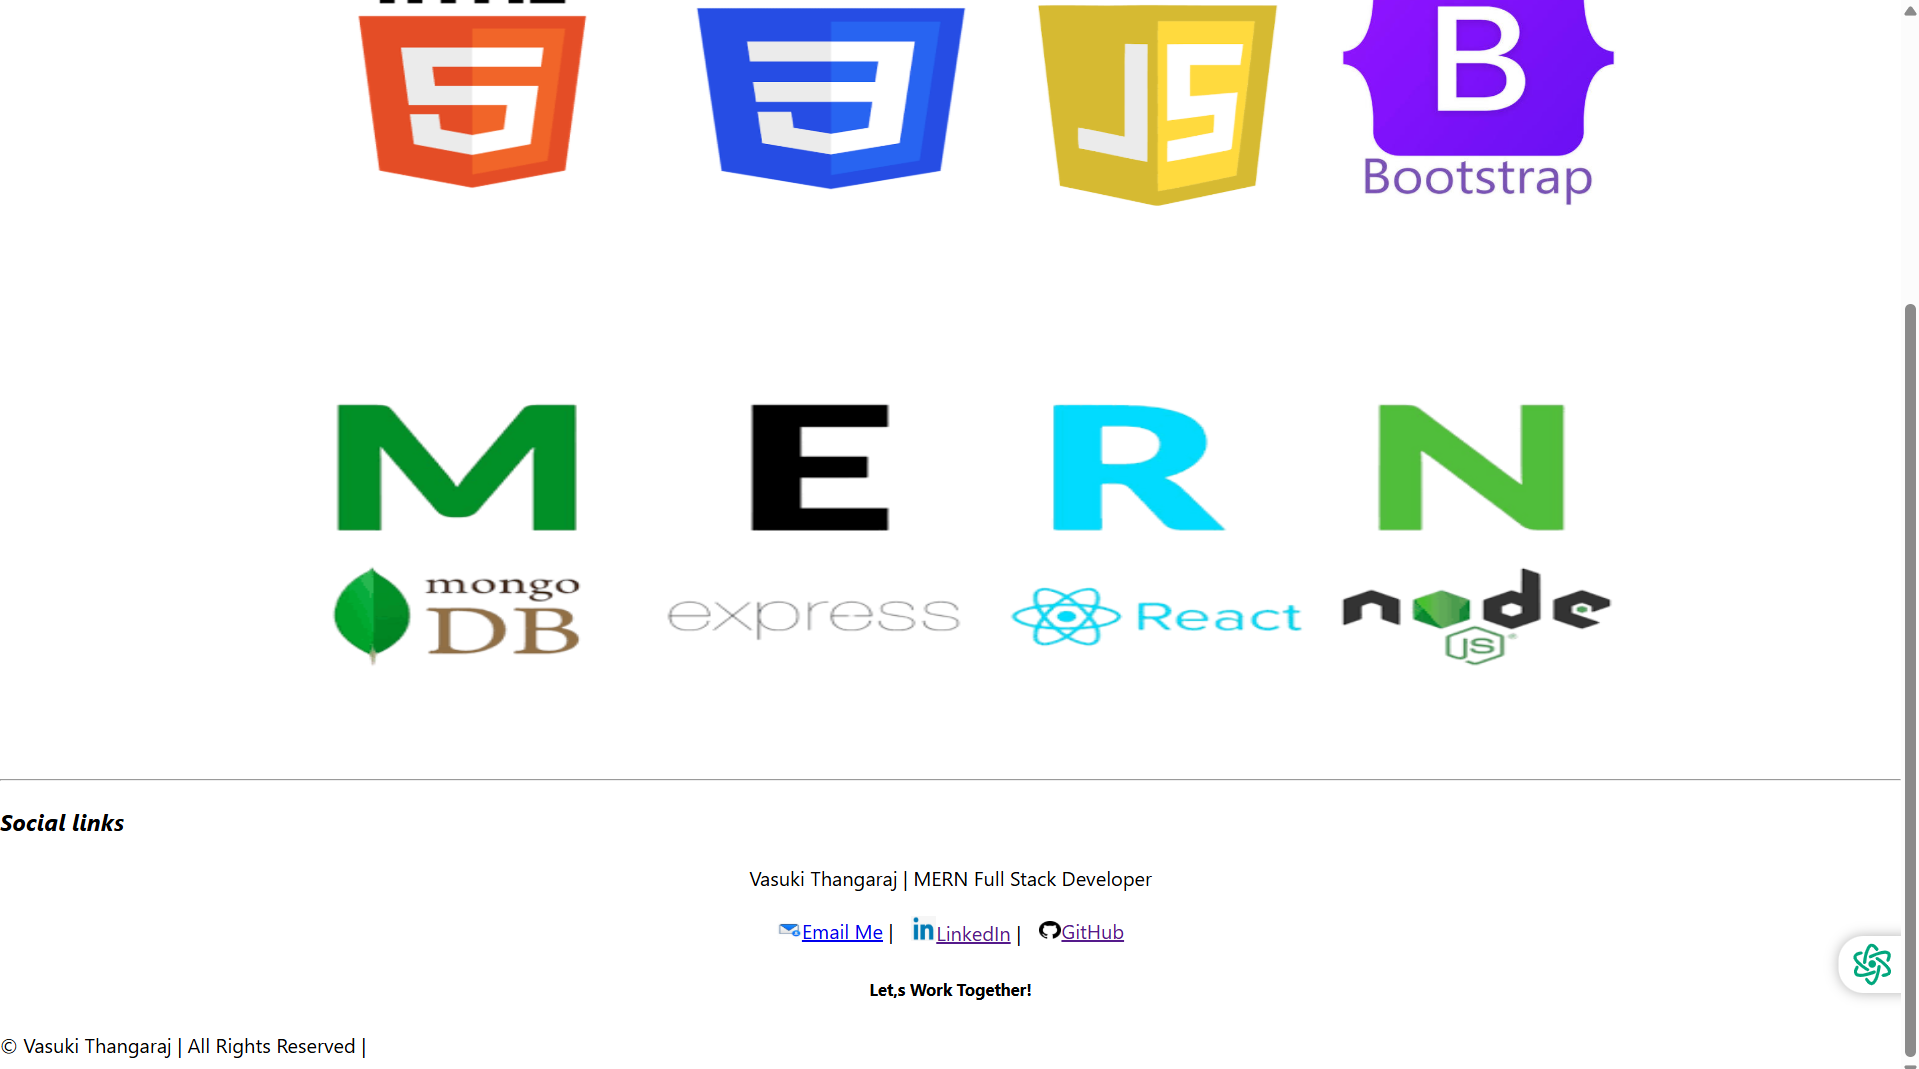 5 3 JS B
Bootstrap
M E R N
mongo DB express React node JS
Social links
Vasuki Thangaraj | MERN Full Stack Developer
Email Me | LinkedIn | GitHub
Let,s Work Together!
© Vasuki Thangaraj | All Rights Reserved |